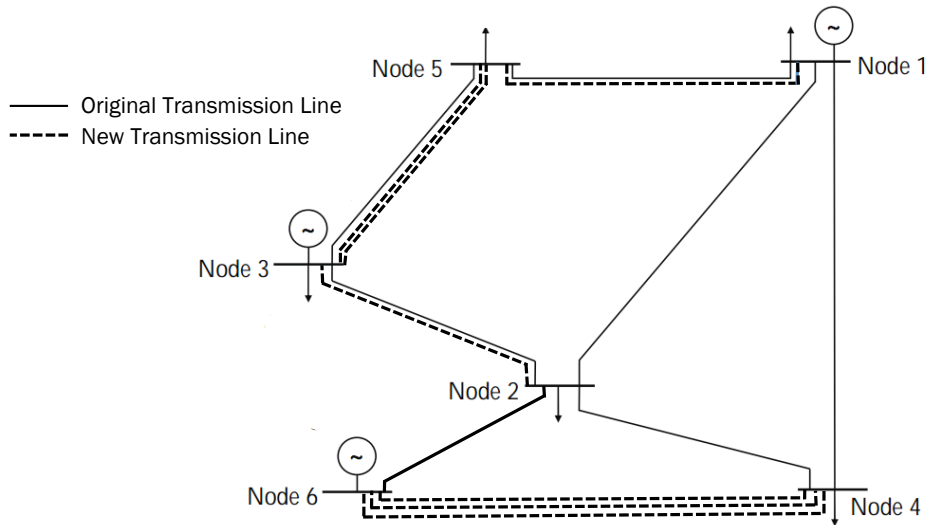 Node 5
Node 1
Original Transmission Line
New Transmission Line
~
~
Node 3
Node 2
~
Node 6
Node 4